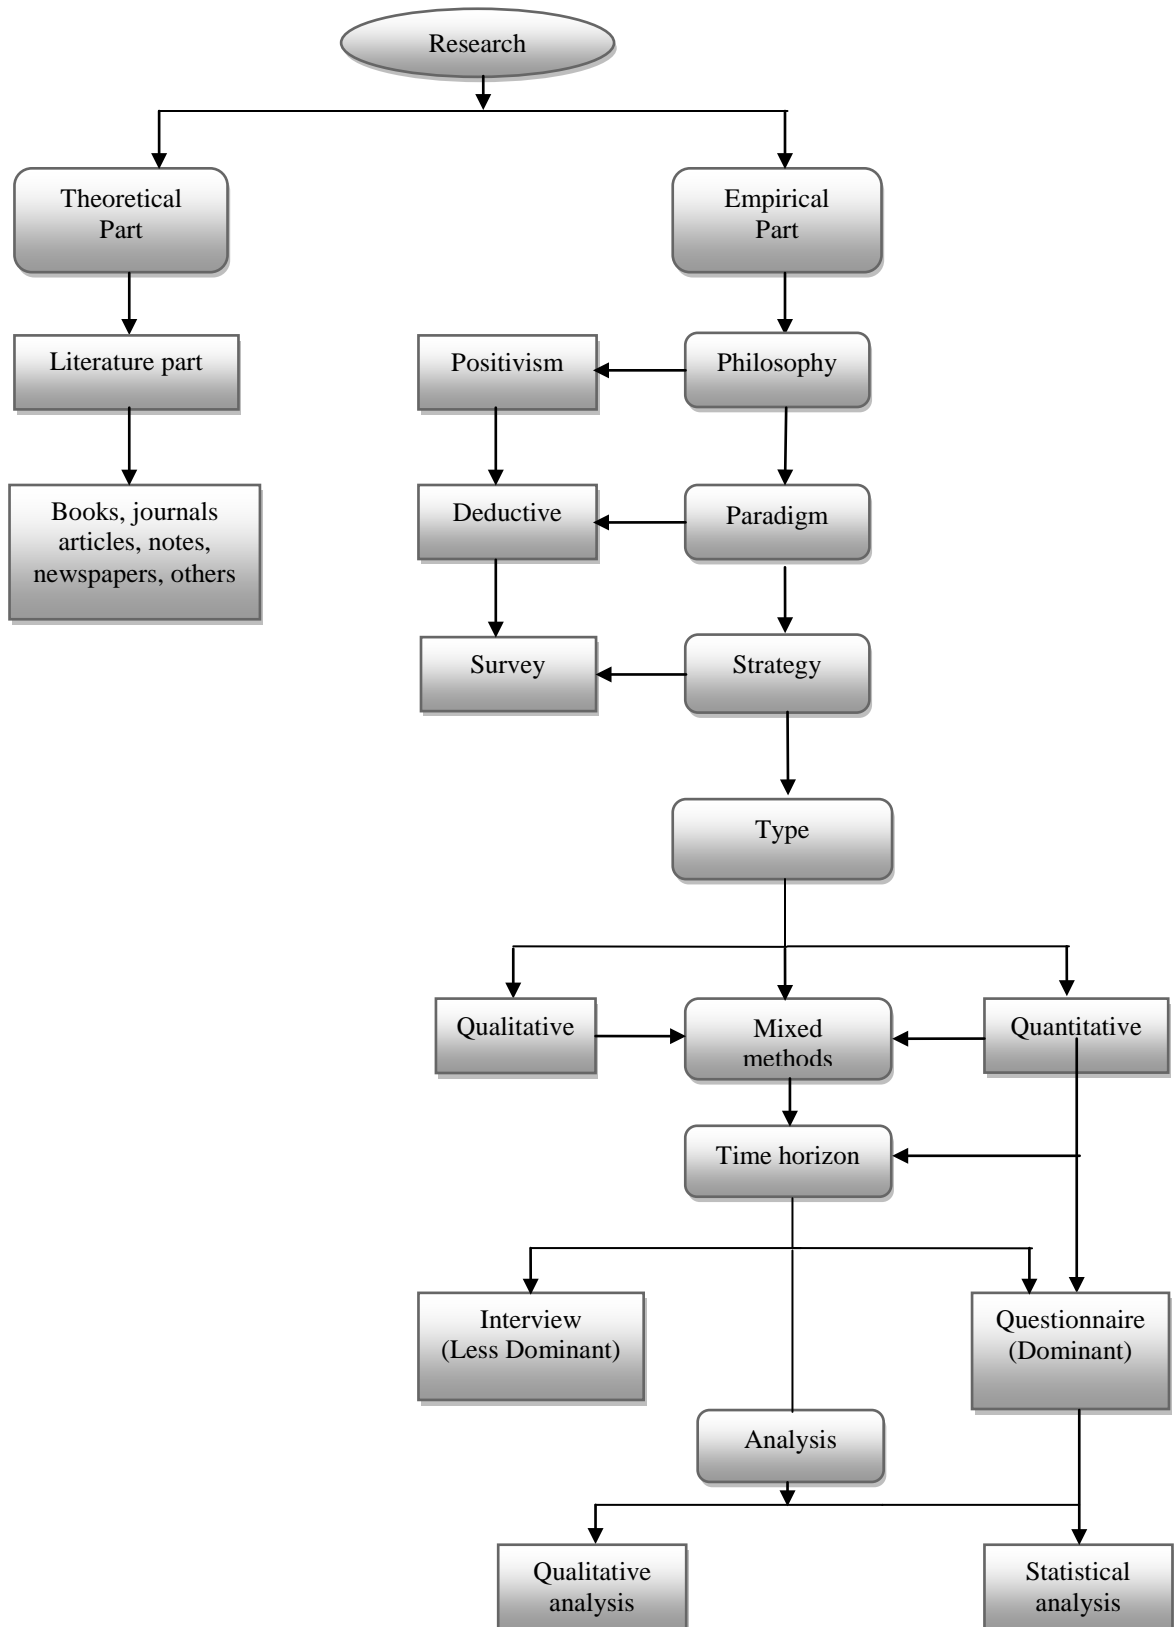 Research
Theoretical
Part
Empirical
Part
Literature part
Positivism
Philosophy
Books, journals
articles, notes,
newspapers, others
Deductive
Paradigm
Survey
Strategy
Type
Qualitative
Mixed
methods
Quantitative
Time horizon
Interview
(Less Dominant)
Questionnaire
(Dominant)
Analysis
Qualitative
analysis
Statistical
analysis